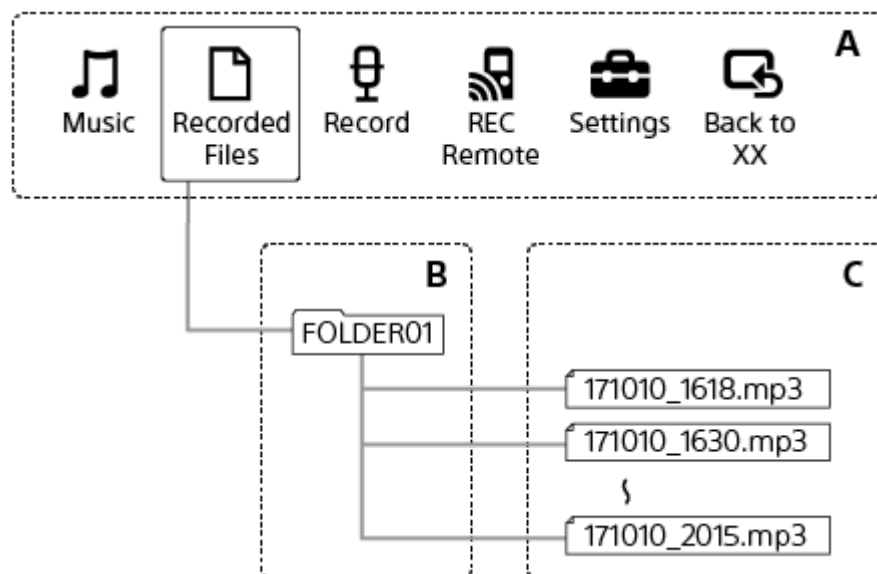 A
Music
Recorded
Files
Record
REC
Remote
Settings
Back to
XX
B
C
FOLDER01
171010_1618.mp3
171010_1630.mp3
171010_2015.mp3